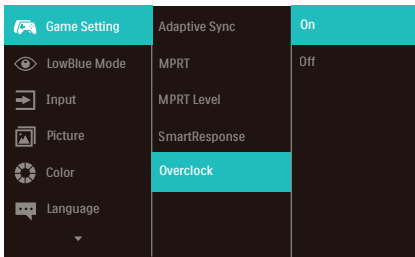 Game Setting
LowBlue Mode
Input
Picture
Color
Language
Adaptive Sync
MPRT
MPRT Level
SmartResponse
Overclock
On
Off